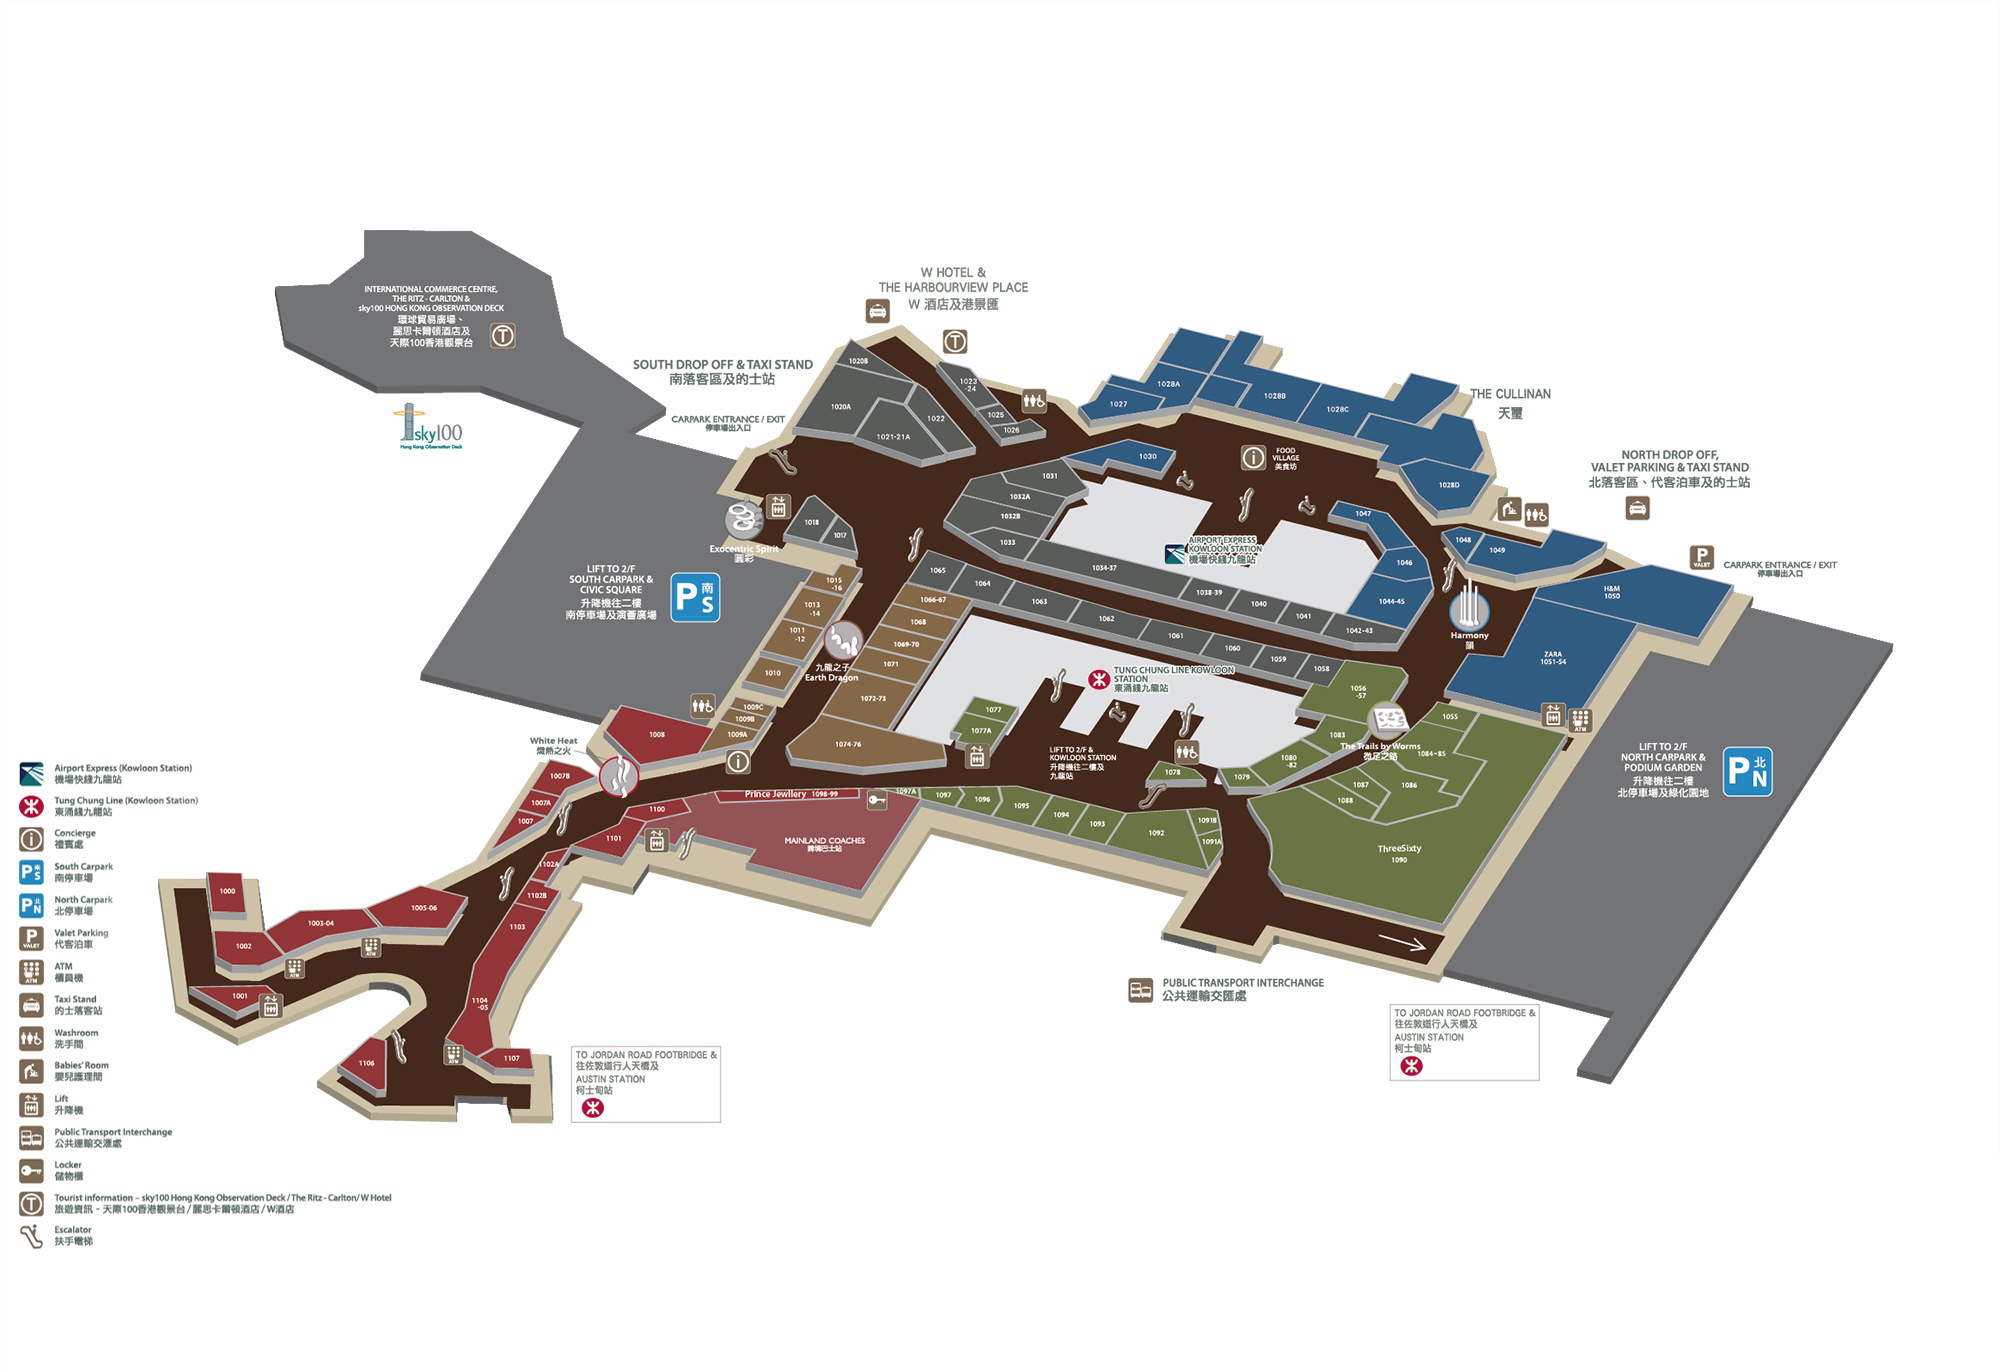 INTERNATIONAL COMMERCE CENTRE,
THE RITZ - CARLTON &
sky100 HONG KONG OBSERVATION DECK
環球貿易廣場、
麗思卡爾頓酒店及
天際100香港觀景台
T
sky100
Hong Kong Observation Deck
W HOTEL &
THE HARBOURVIEW PLACE
W 酒店及港景匯
T
SOUTH DROP OFF & TAXI STAND
南落客區及的士站
CARPARK ENTRANCE / EXIT
停車場出入口
THE CULLINAN
天璽
NORTH DROP OFF,
VALET PARKING & TAXI STAND
北落客區、代客泊車及的士站
P
VALET
CARPARK ENTRANCE / EXIT
停車場出入口
1020B
1020A
1021-21A
1022
1023
-24
1025
1026
1027
1028A
1028B
1028C
1028D
1030
FOOD
VILLAGE
美食坊
1031
1032A
1032B
1033
1034-37
1038-39
1040
1041
1042-43
1044-45
1046
1047
1048
1049
H&M
1050
ZARA
1051-54
Harmony
韻
AIRPORT EXPRESS
KOWLOON STATION
機場快綫九龍站
1018
1017
Exocentric Spirit
圓彩
LIFT TO 2/F
SOUTH CARPARK &
CIVIC SQUARE
升降機往二樓
南停車場及演薈廣場
P 南 S
1015
-16
1013
-14
1011
-12
1010
1009C
1009B
1009A
九龍之子
Earth Dragon
1065
1064
1063
1062
1061
1060
1059
1058
1066-67
1068
1069-70
1071
1072-73
1074-76
TUNG CHUNG LINE KOWLOON
STATION
東涌綫九龍站
1056
-57
1055
1077
1077A
1078
1079
1080
-82
1083
1084-85
1086
1087
1088
The Trails by Worms
微足之路
LIFT TO 2/F &
KOWLOON STATION
升降機往二樓及
九龍站
ATM
LIFT TO 2/F
NORTH CARPARK &
PODIUM GARDEN
升降機往二樓
北停車場及綠化園地
P 北 N
ThreeSixty
1090
1091B
1091A
1092
1093
1094
1095
1096
1097
1097A
Prince Jewllery 1098-99
MAINLAND COACHES
跨境巴士站
White Heat
熾熱之火
1008
1007B
1007A
1007
1100
1101
1102A
1102B
1103
1104
-05
1107
1106
1000
1002
1003-04
1005-06
1001
ATM
ATM
ATM
PUBLIC TRANSPORT INTERCHANGE
公共運輸交匯處
TO JORDAN ROAD FOOTBRIDGE &
往佐敦道行人天橋及
AUSTIN STATION
柯士甸站
TO JORDAN ROAD FOOTBRIDGE &
往佐敦道行人天橋及
AUSTIN STATION
柯士甸站
Airport Express (Kowloon Station)
機場快綫九龍站
Tung Chung Line (Kowloon Station)
東涌綫九龍站
Concierge
禮賓處
P 南 S
South Carpark
南停車場
P 北 N
North Carpark
北停車場
P
VALET
Valet Parking
代客泊車
ATM
ATM
櫃員機
Taxi Stand
的士落客站
Washroom
洗手間
Babies' Room
嬰兒護理間
Lift
升降機
Public Transport Interchange
公共運輸交滙處
Locker
儲物櫃
T
Tourist information – sky100 Hong Kong Observation Deck / The Ritz - Carlton/ W Hotel
旅遊資訊 - 天際100香港觀景台 / 麗思卡爾頓酒店 / W酒店
Escalator
扶手電梯